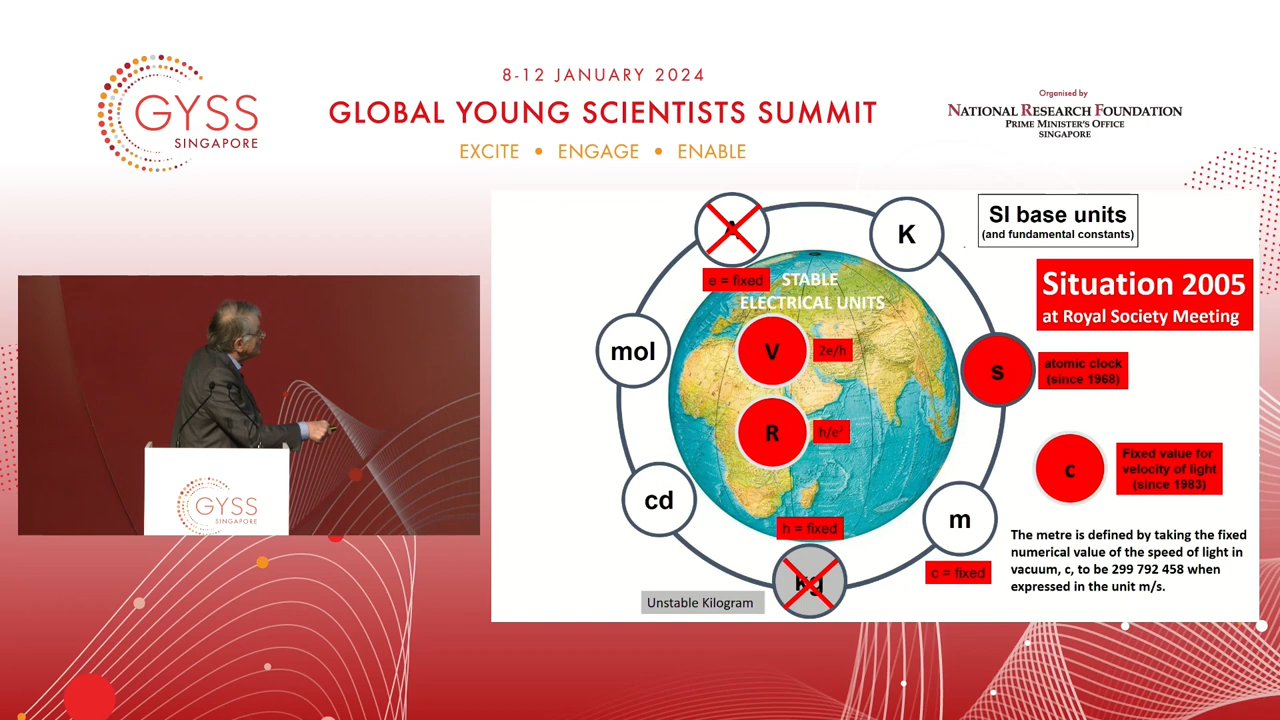 8-12 JANUARY 2024
GLOBAL YOUNG SCIENTISTS SUMMIT
EXCITE • ENGAGE • ENABLE
GYSS
SINGAPORE
Organised by
NATIONAL RESEARCH FOUNDATION
PRIME MINISTER'S OFFICE
SINGAPORE
SI base units
(and fundamental constants)
A
K
e = fixed
STABLE
ELECTRICAL UNITS
Situation 2005
at Royal Society Meeting
mol
V
2e/h
s
atomic clock
(since 1968)
R
h/e²
c
Fixed value for
velocity of light
(since 1983)
cd
m
h = fixed
c = fixed
kg
Unstable Kilogram
The metre is defined by taking the fixed
numerical value of the speed of light in
vacuum, c, to be 299 792 458 when
expressed in the unit m/s.
GYSS
SINGAPORE